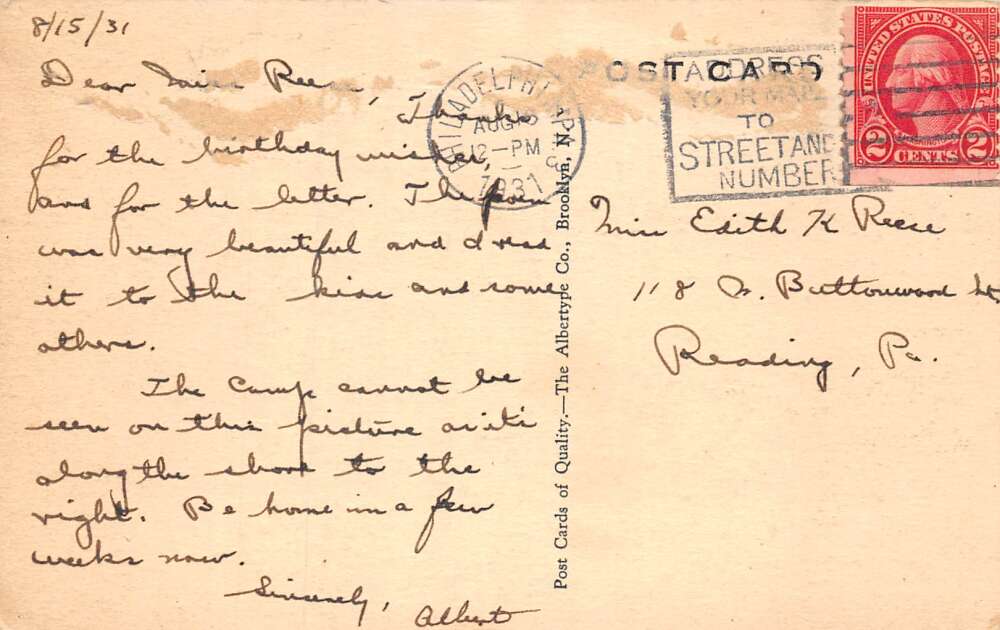 8/15/31
Dear Miss Reese, Thanks
for the birthday wishes,
and for the letter. The poem
was very beautiful and I read
it to the kids and some
others.
The Camp cannot be
seen on this picture as it's
along the shore to the
right. Be home in a few
weeks now.
Sincerely,
Albert
Post Cards of Quality.—The Albertype Co., Brooklyn, N.Y.
POST CARD
PHILADELPHIA, PA.
AUG 15
12-PM
1931
ADDRESS
YOUR MAIL
TO
STREET AND
NUMBER
UNITED STATES POSTAGE
WASHINGTON
2 CENTS 2
Miss Edith K Reese
118 Buttonwood St
Reading, Pa.